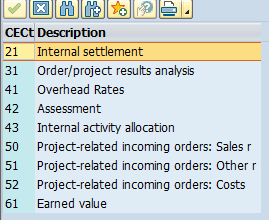 CECt Description
21 Internal settlement
31 Order/project results analysis
41 Overhead Rates
42 Assessment
43 Internal activity allocation
50 Project-related incoming orders: Sales r
51 Project-related incoming orders: Other r
52 Project-related incoming orders: Costs
61 Earned value